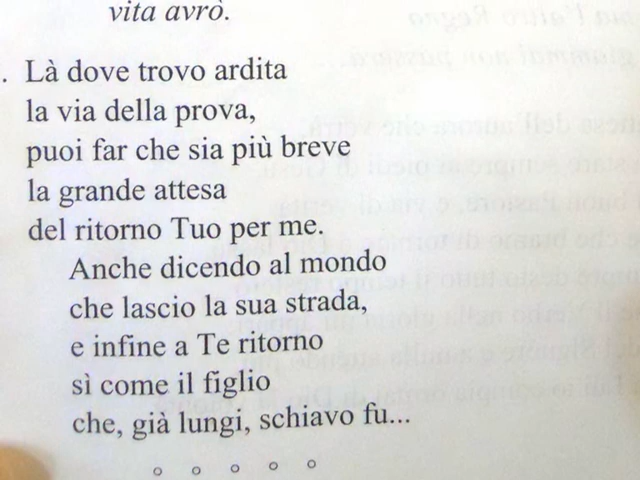 vita avrò.
. Là dove trovo ardita
la via della prova,
puoi far che sia più breve
la grande attesa
del ritorno Tuo per me.
Anche dicendo al mondo
che lascio la sua strada,
e infine a Te ritorno
sì come il figlio
che, già lungi, schiavo fu...